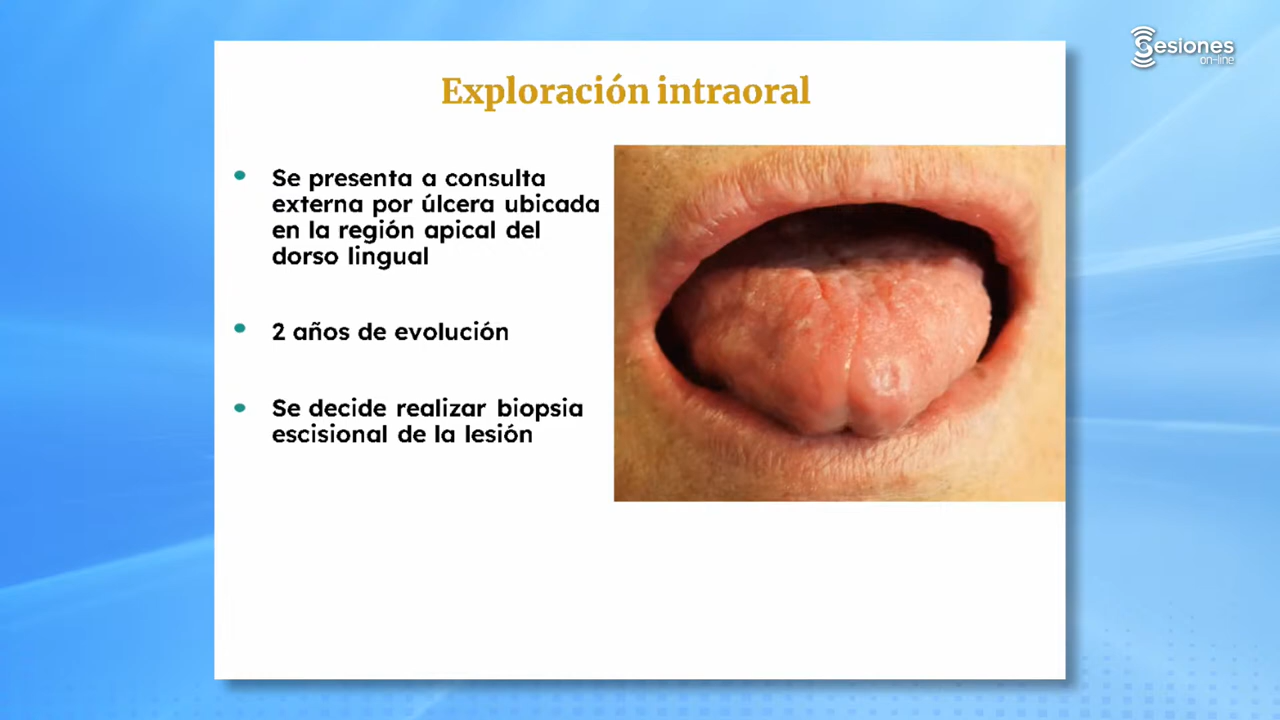 Sesiones
on-line
Exploración intraoral
Se presenta a consulta
externa por úlcera ubicada
en la región apical del
dorso lingual
2 años de evolución
Se decide realizar biopsia
escisional de la lesión